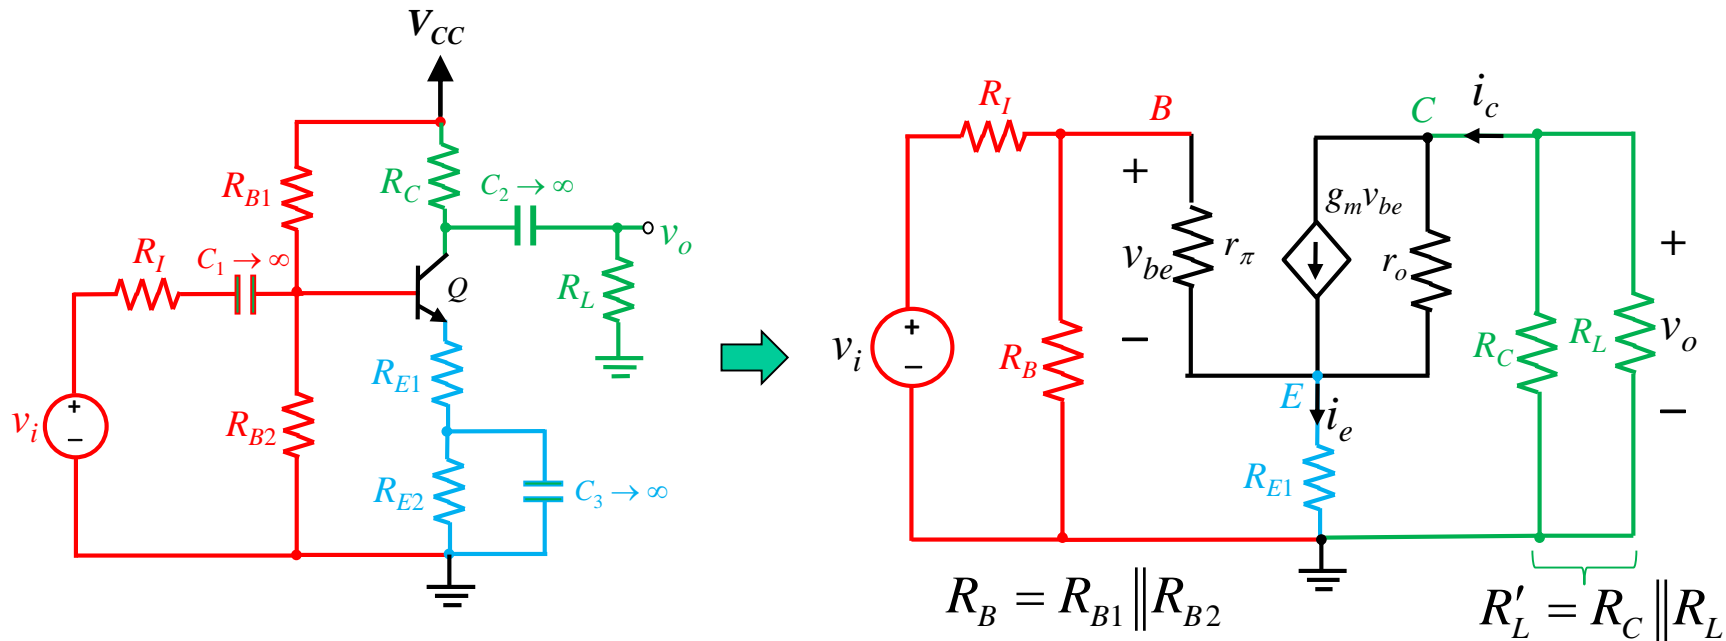 V_CC
R_B1
R_C
C_2 → ∞
v_o
R_I
C_1 → ∞
Q
R_L
R_E1
v_i
+
−
R_B2
R_E2
C_3 → ∞
R_I
B
C
i_c
+
g_m v_be
v_be
r_π
r_o
+
v_i
+
−
R_B
−
R_C
R_L
v_o
E
i_e
−
R_E1
R_B = R_B1 ‖ R_B2
R′_L = R_C ‖ R_L